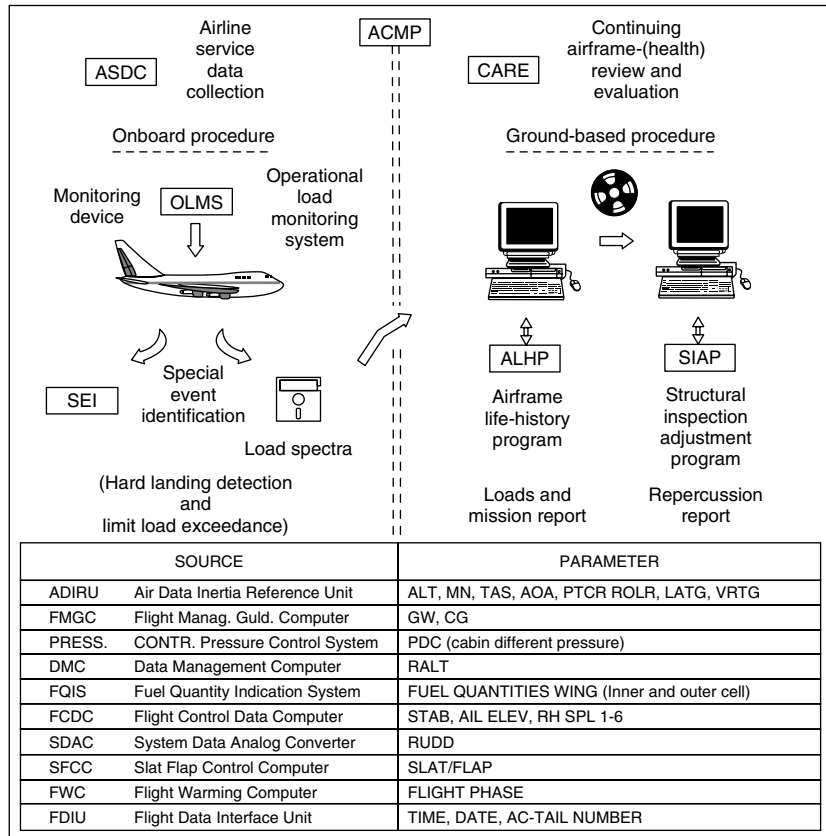 ACMP
ASDC
Airline
service
data
collection
Onboard procedure
Monitoring
device
OLMS
Operational
load
monitoring
system
SEI
Special
event
identification
Load spectra
(Hard landing detection
and
limit load exceedance)
CARE
Continuing
airframe-(health)
review and
evaluation
Ground-based procedure
ALHP
Airframe
life-history
program
Loads and
mission report
SIAP
Structural
inspection
adjustment
program
Repercussion
report
SOURCE PARAMETER
ADIRU Air Data Inertia Reference Unit ALT, MN, TAS, AOA, PTCR ROLR, LATG, VRTG
FMGC Flight Manag. Guld. Computer GW, CG
PRESS. CONTR. Pressure Control System PDC (cabin different pressure)
DMC Data Management Computer RALT
FQIS Fuel Quantity Indication System FUEL QUANTITIES WING (Inner and outer cell)
FCDC Flight Control Data Computer STAB, AIL ELEV, RH SPL 1-6
SDAC System Data Analog Converter RUDD
SFCC Slat Flap Control Computer SLAT/FLAP
FWC Flight Warming Computer FLIGHT PHASE
FDIU Flight Data Interface Unit TIME, DATE, AC-TAIL NUMBER